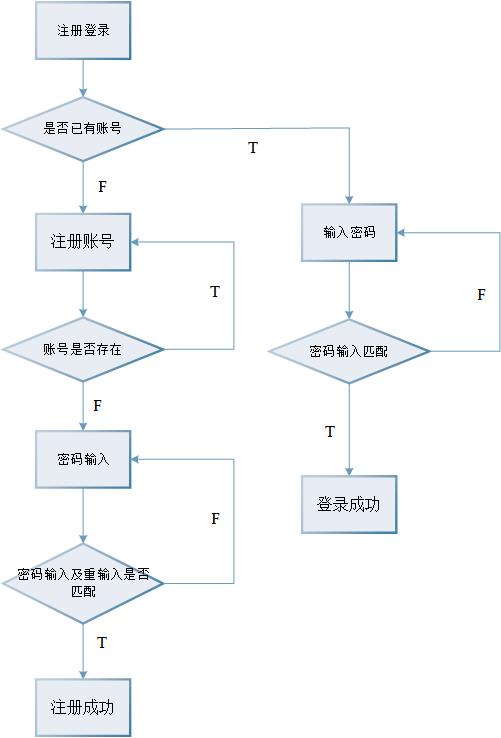 注册登录
是否已有账号
T
F
注册账号
输入密码
T
F
账号是否存在
密码输入匹配
F
T
密码输入
登录成功
F
密码输入及重输入是否
匹配
T
注册成功